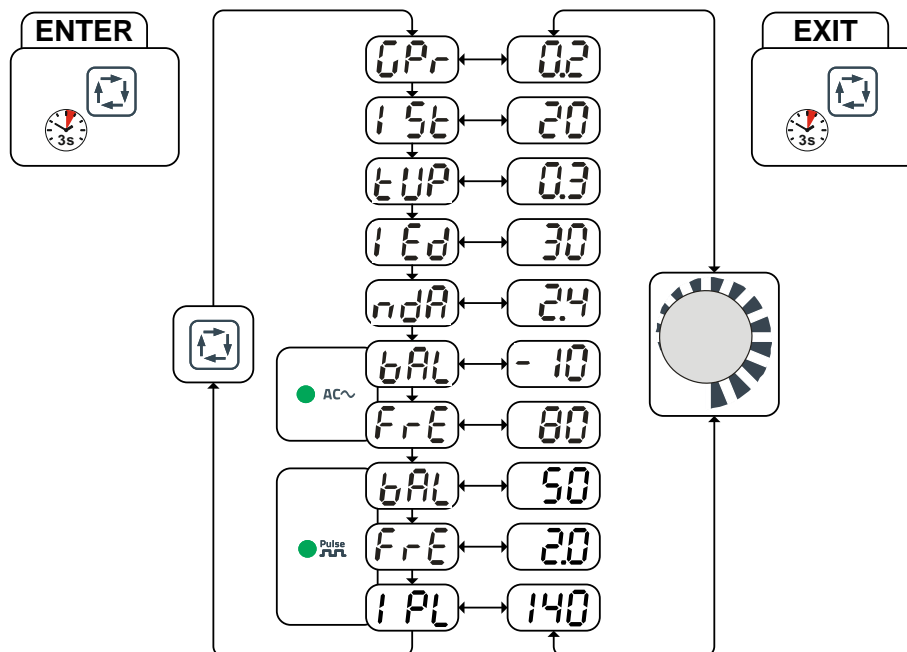 ENTER
EXIT
3s
3s
GPr 0.2
I St 20
tUP 0.3
I Ed 30
ndA 2.4
AC
bAL - 10
FrE 80
Pulse
bAL 50
FrE 2.0
I PL 140